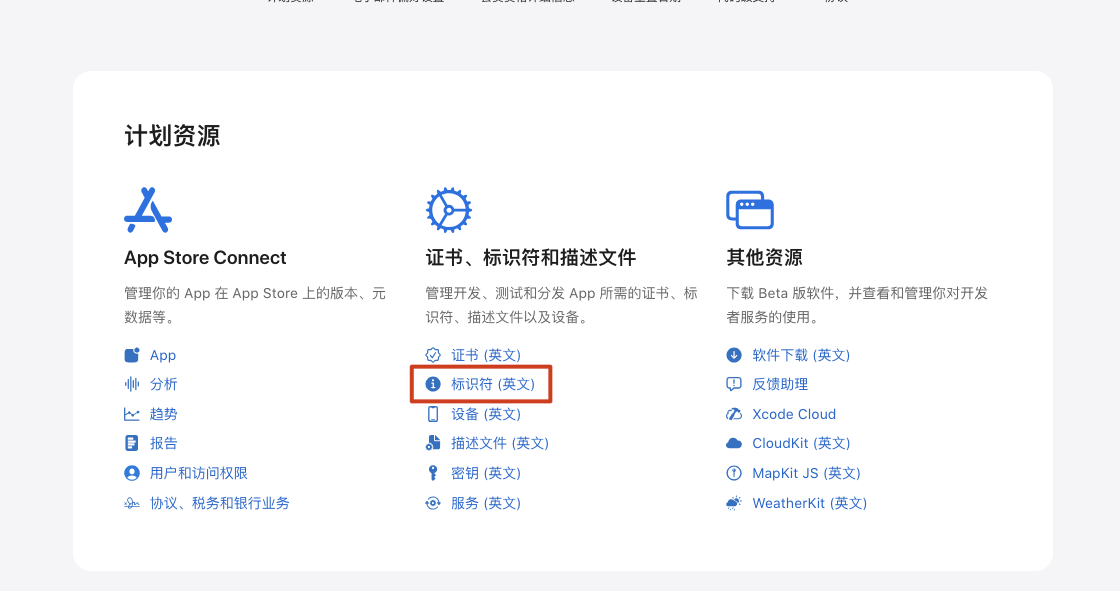 计划资源
App Store Connect
管理你的 App 在 App Store 上的版本、元
数据等。
App
分析
趋势
报告
用户和访问权限
协议、税务和银行业务
证书、标识符和描述文件
管理开发、测试和分发 App 所需的证书、标
识符、描述文件以及设备。
证书 (英文)
标识符 (英文)
设备 (英文)
描述文件 (英文)
密钥 (英文)
服务 (英文)
其他资源
下载 Beta 版软件，并查看和管理你对开发
者服务的使用。
软件下载 (英文)
反馈助理
Xcode Cloud
CloudKit (英文)
MapKit JS (英文)
WeatherKit (英文)